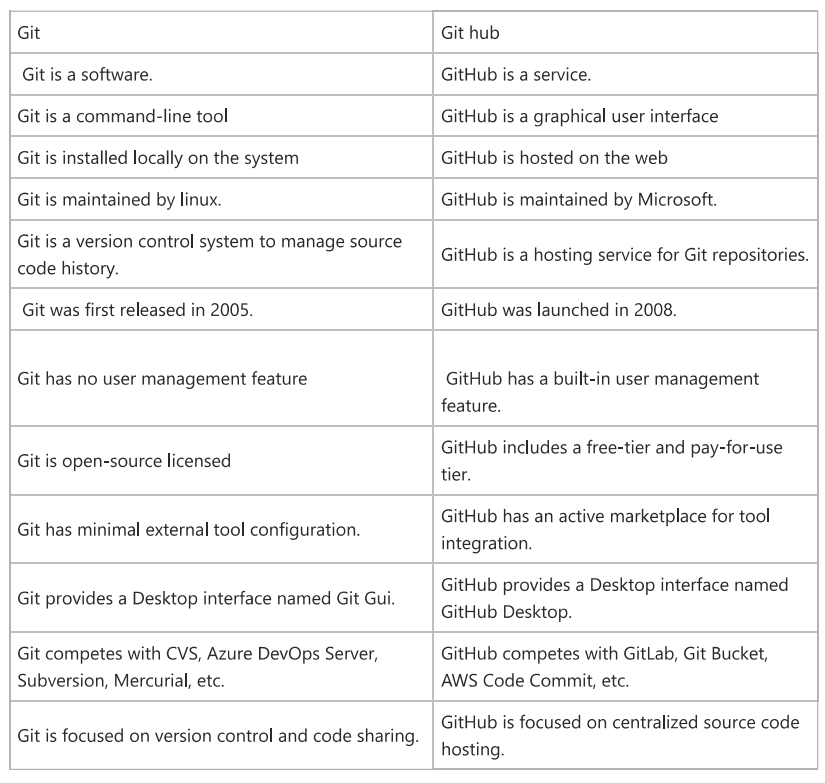 Git
Git hub
Git is a software.
GitHub is a service.
Git is a command-line tool
GitHub is a graphical user interface
Git is installed locally on the system
GitHub is hosted on the web
Git is maintained by linux.
GitHub is maintained by Microsoft.
Git is a version control system to manage source
code history.
GitHub is a hosting service for Git repositories.
Git was first released in 2005.
GitHub was launched in 2008.
Git has no user management feature
GitHub has a built-in user management
feature.
Git is open-source licensed
GitHub includes a free-tier and pay-for-use
tier.
Git has minimal external tool configuration.
GitHub has an active marketplace for tool
integration.
Git provides a Desktop interface named Git Gui.
GitHub provides a Desktop interface named
GitHub Desktop.
Git competes with CVS, Azure DevOps Server,
Subversion, Mercurial, etc.
GitHub competes with GitLab, Git Bucket,
AWS Code Commit, etc.
Git is focused on version control and code sharing.
GitHub is focused on centralized source code
hosting.